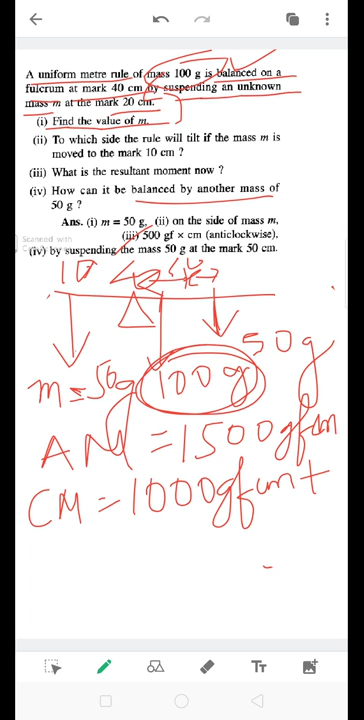 A uniform metre rule of mass 100 g is balanced on a
fulcrum at mark 40 cm by suspending an unknown
mass m at the mark 20 cm.
(i) Find the value of m.
(ii) To which side the rule will tilt if the mass m is
moved to the mark 10 cm ?
(iii) What is the resultant moment now ?
(iv) How can it be balanced by another mass of
50 g ?
Ans. (i) m = 50 g, (ii) on the side of mass m,
(iii) 500 gf × cm (anticlockwise),
Scanned with
(iv) by suspending the mass 50 g at the mark 50 cm.
10 40
50g
m = 50g 100g
AM = 1500gfcm
CM = 1000gfcm +
TT